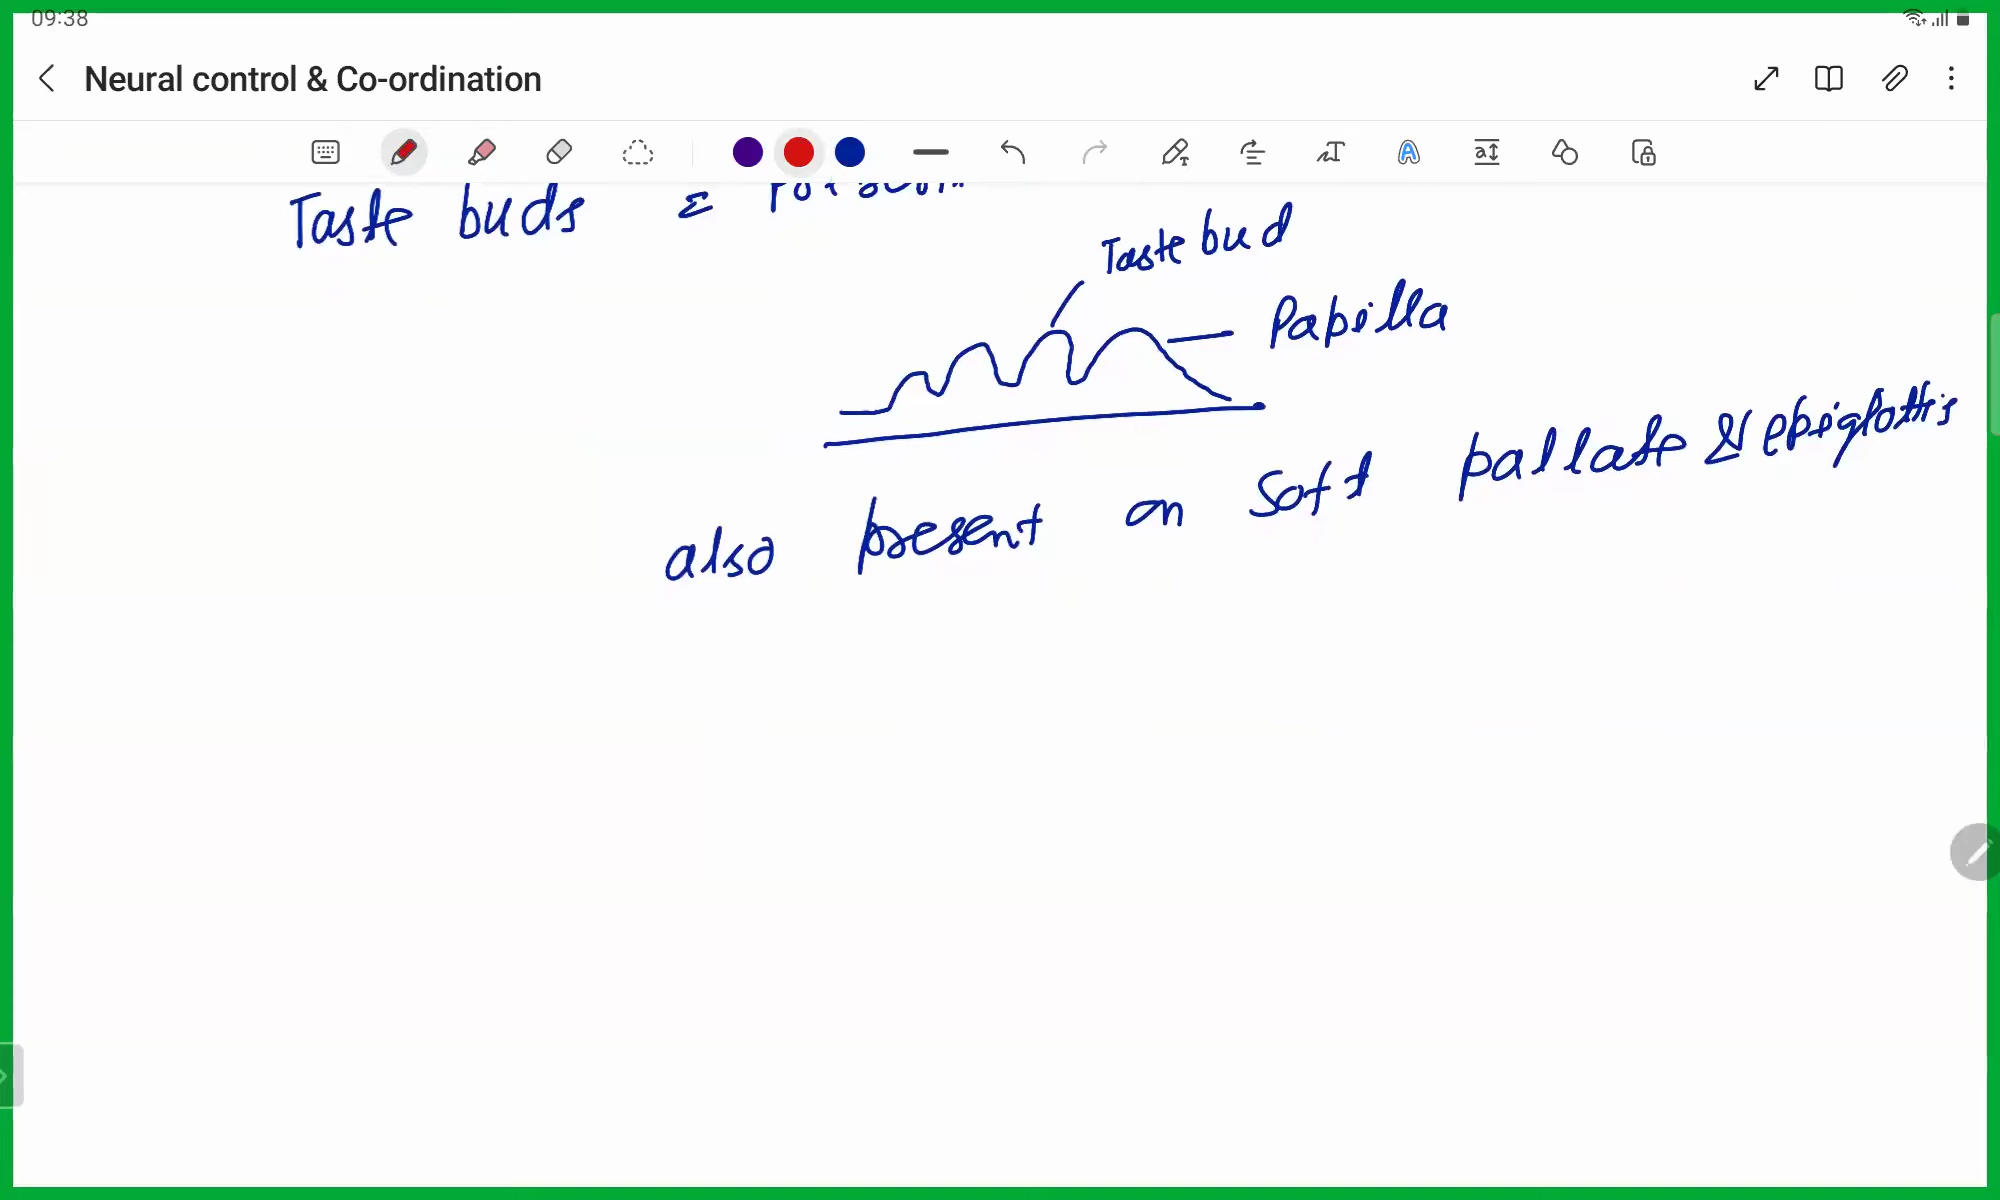 09:38
Neural control & Co-ordination
Taste buds
Taste bud
Papilla
also present on soft pallate & epiglottis